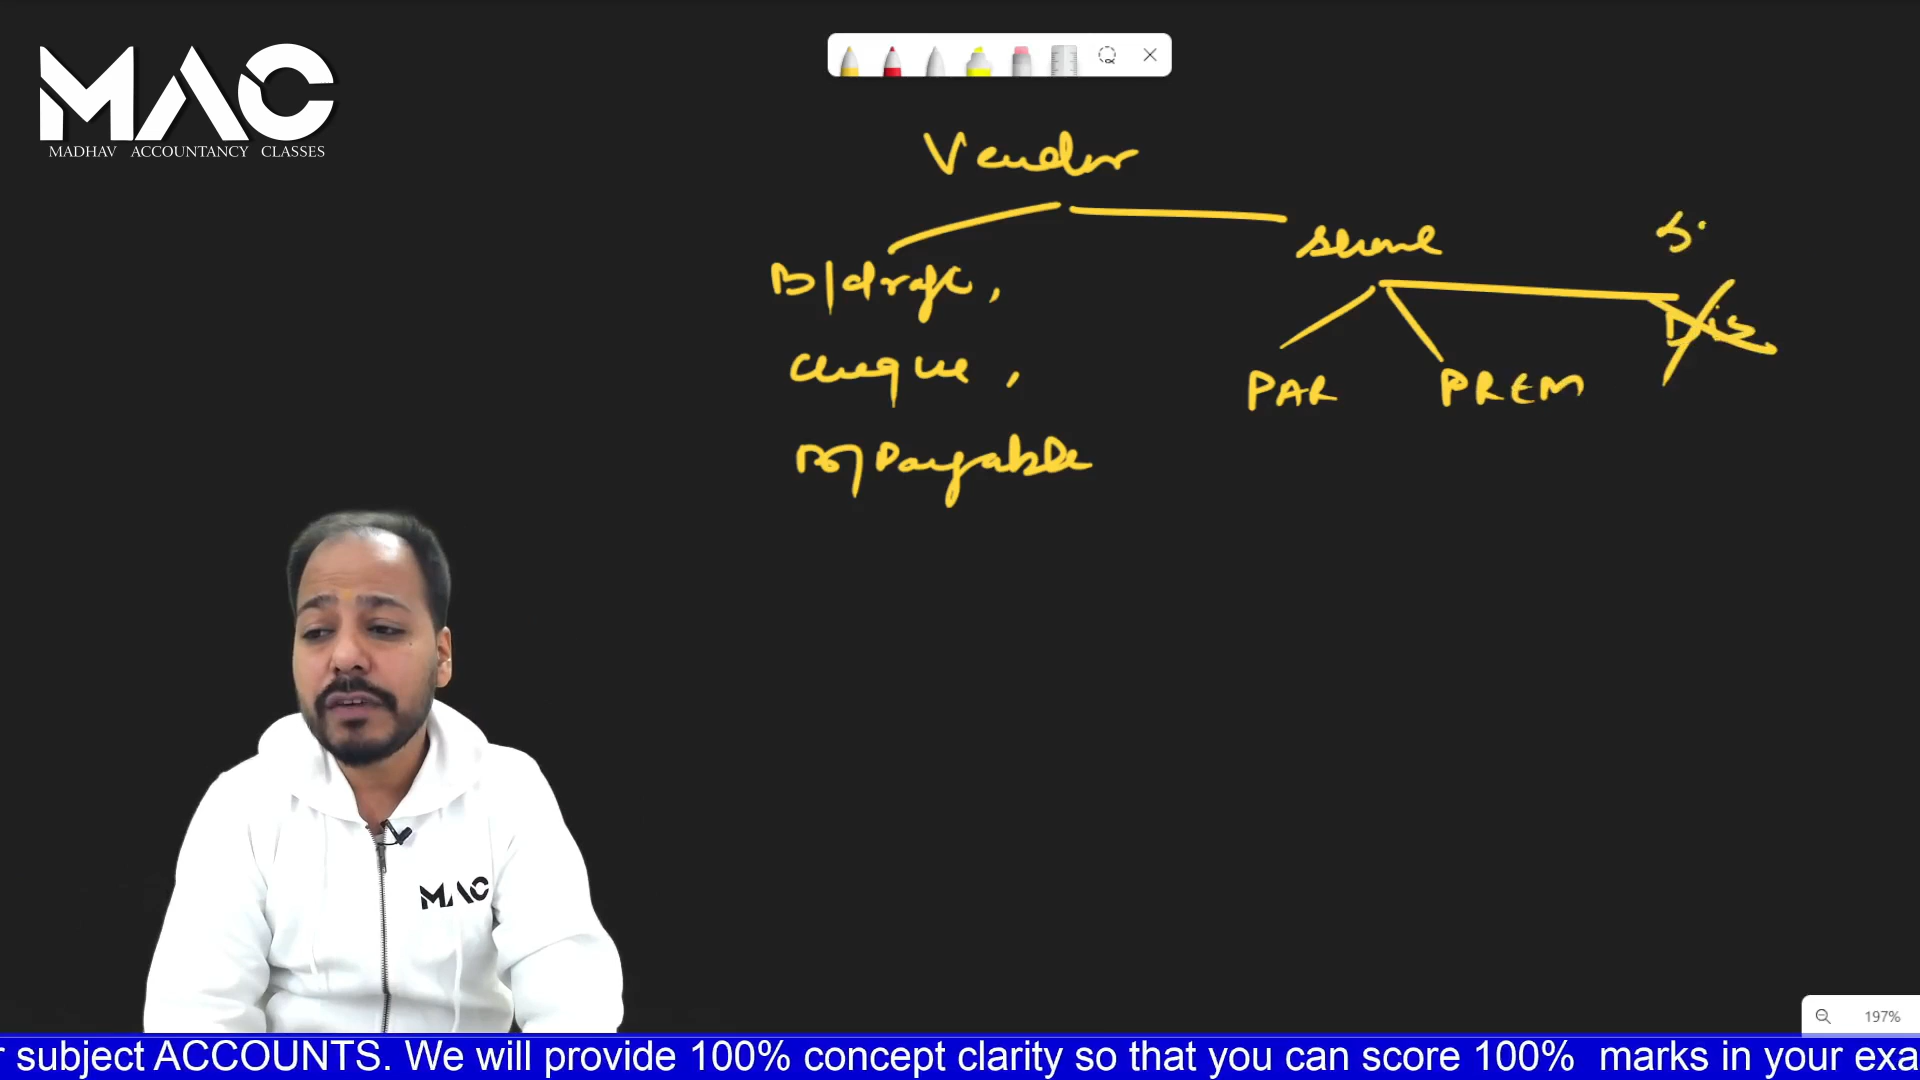 MAC
MADHAV ACCOUNTANCY CLASSES
Vendor
B/draft,
Cheque,
B/Payable
Share
PAR
PREM
Dis
S.
MAC
197%
r subject ACCOUNTS. We will provide 100% concept clarity so that you can score 100% marks in your exa